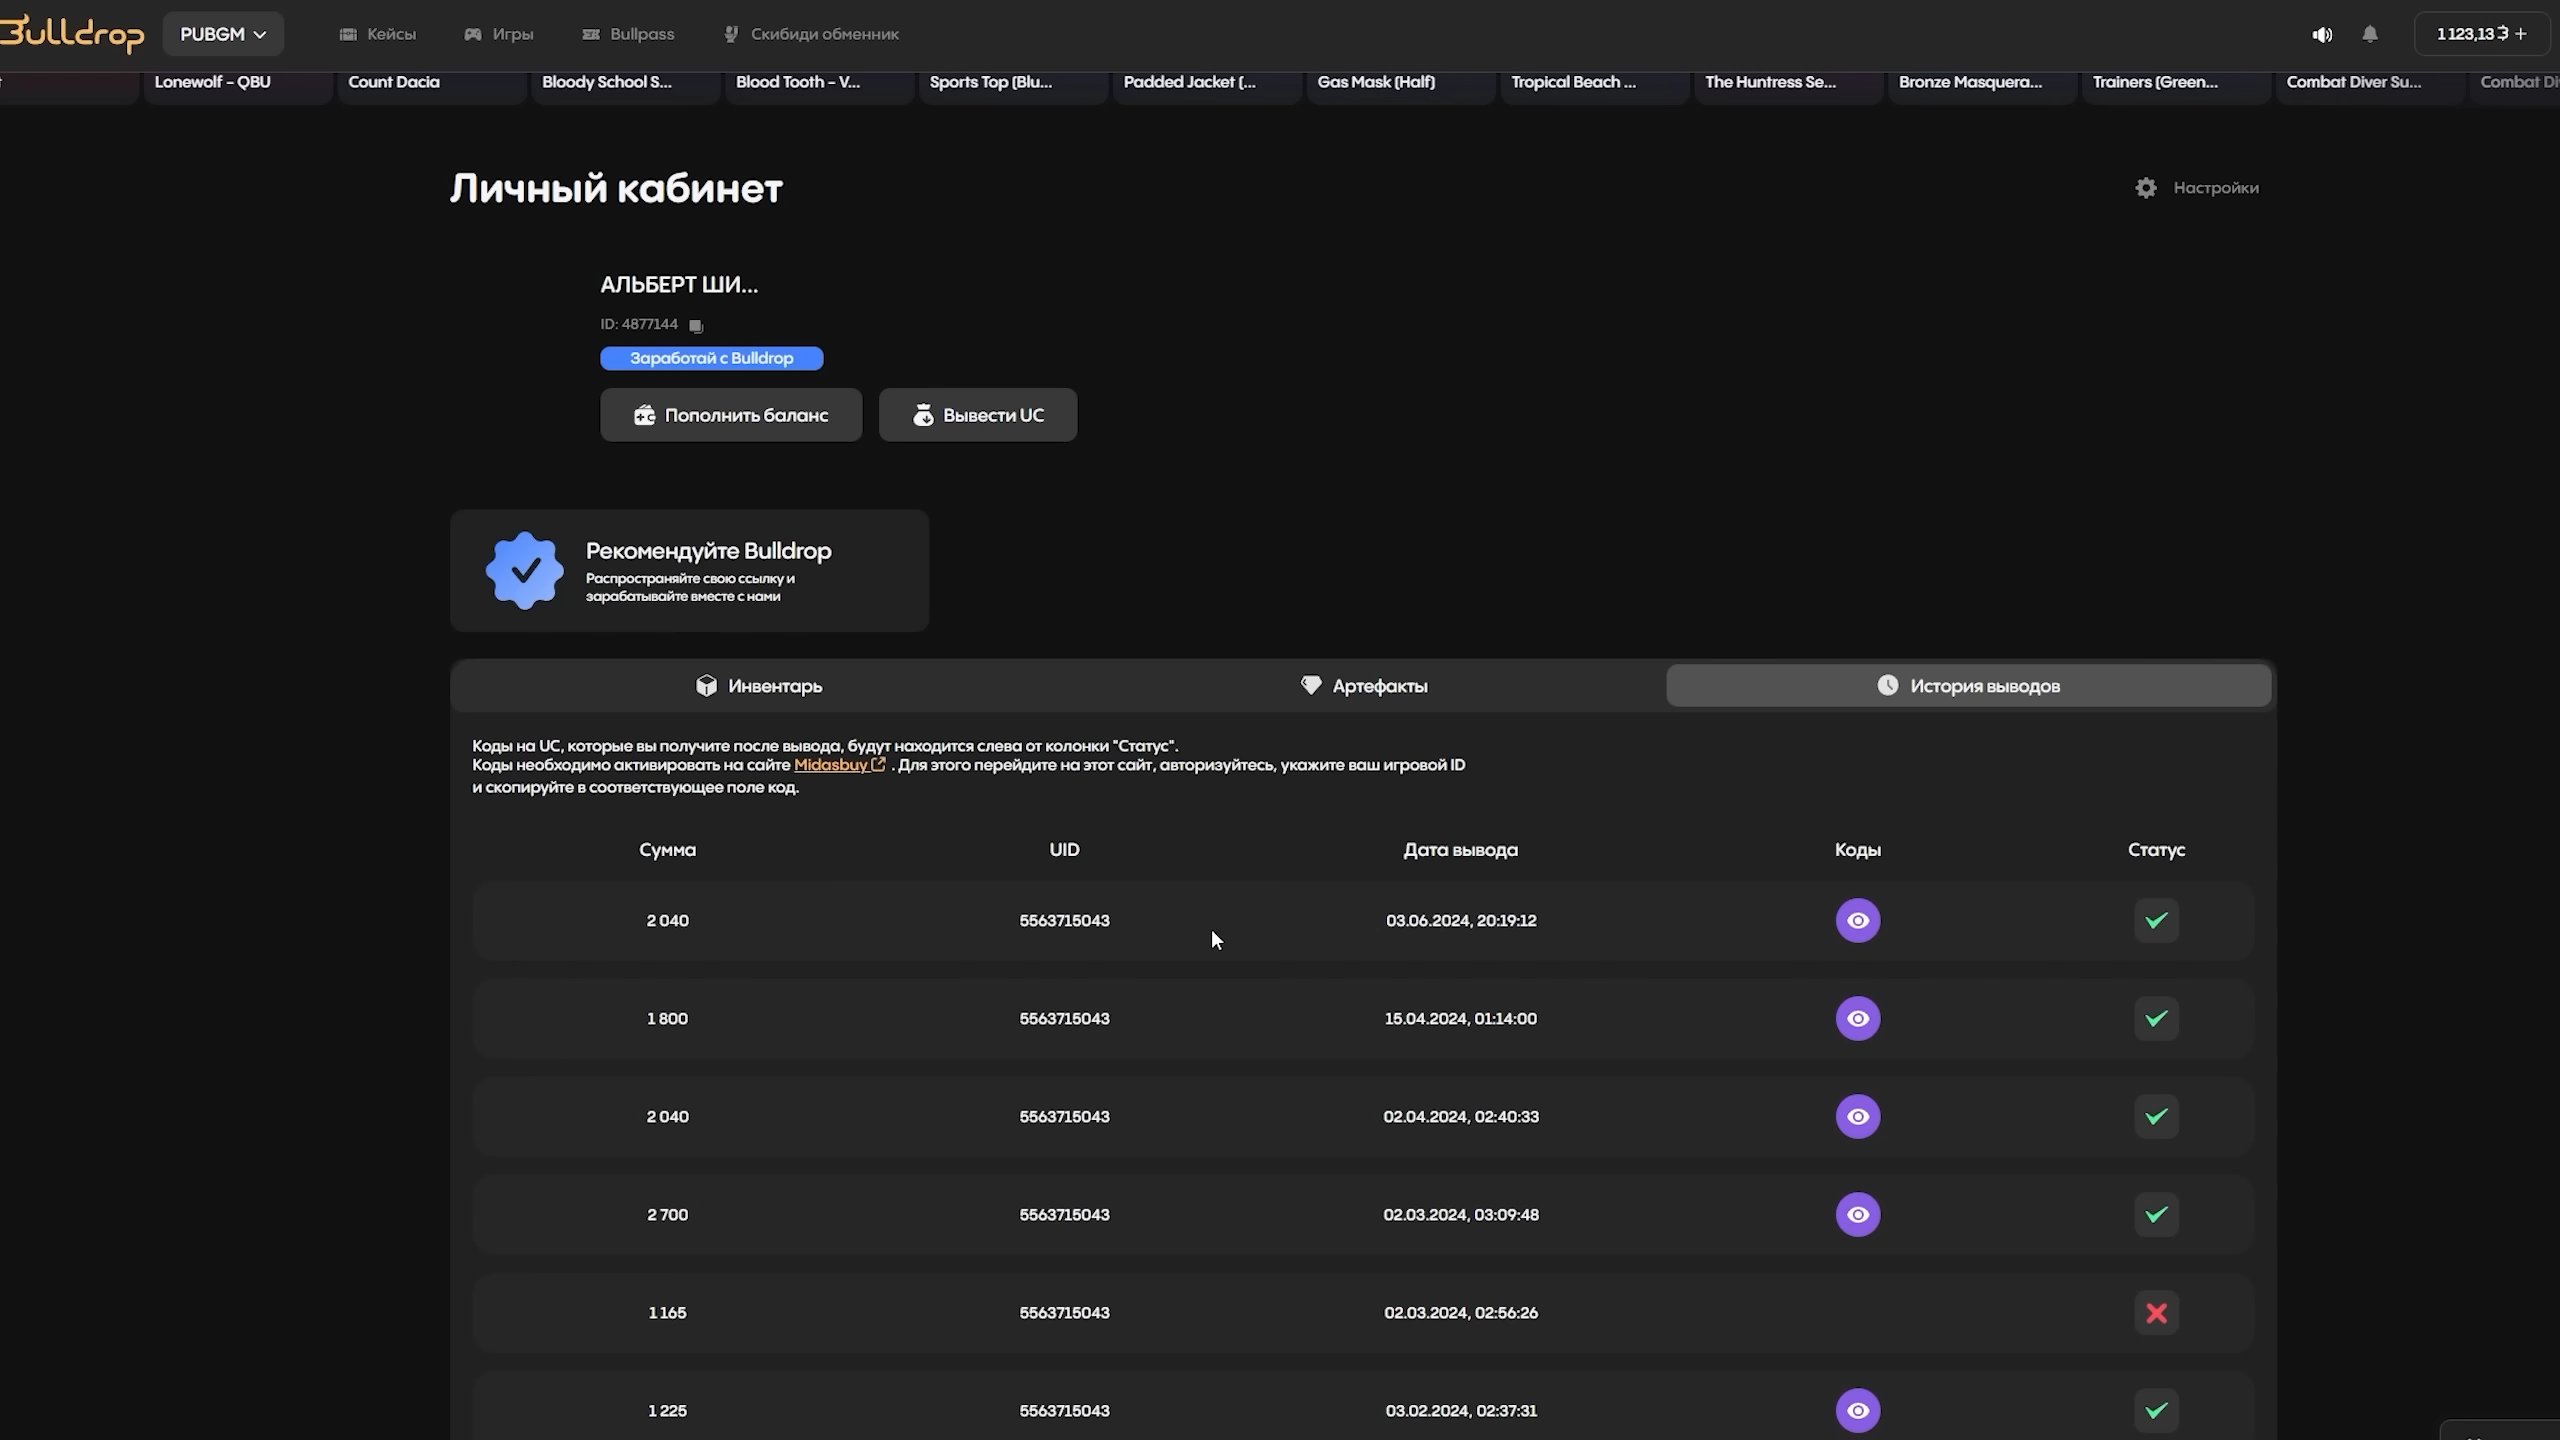 Bulldrop PUBGM Кейсы Игры Bullpass Скибиди обменник 1 123,13 +
Lonewolf - QBU Count Dacia Bloody School S... Blood Tooth - V... Sports Top (Blu... Padded Jacket (... Gas Mask (Half) Tropical Beach ... The Huntress Se... Bronze Masquera... Trainers (Green... Combat Diver Su... Combat
Личный кабинет
Настройки
АЛЬБЕРТ ШИ...
ID: 4877144
Заработай с Bulldrop
Пополнить баланс Вывести UC
Рекомендуйте Bulldrop
Распространяйте свою ссылку и
зарабатывайте вместе с нами
Инвентарь Артефакты История выводов
Коды на UC, которые вы получите после вывода, будут находится слева от колонки "Статус".
Коды необходимо активировать на сайте Midasbuy . Для этого перейдите на этот сайт, авторизуйтесь, укажите ваш игровой ID
и скопируйте в соответствующее поле код.
Сумма UID Дата вывода Коды Статус
2 040 5563715043 03.06.2024, 20:19:12
1 800 5563715043 15.04.2024, 01:14:00
2 040 5563715043 02.04.2024, 02:40:33
2 700 5563715043 02.03.2024, 03:09:48
1 165 5563715043 02.03.2024, 02:56:26
1 225 5563715043 03.02.2024, 02:37:31